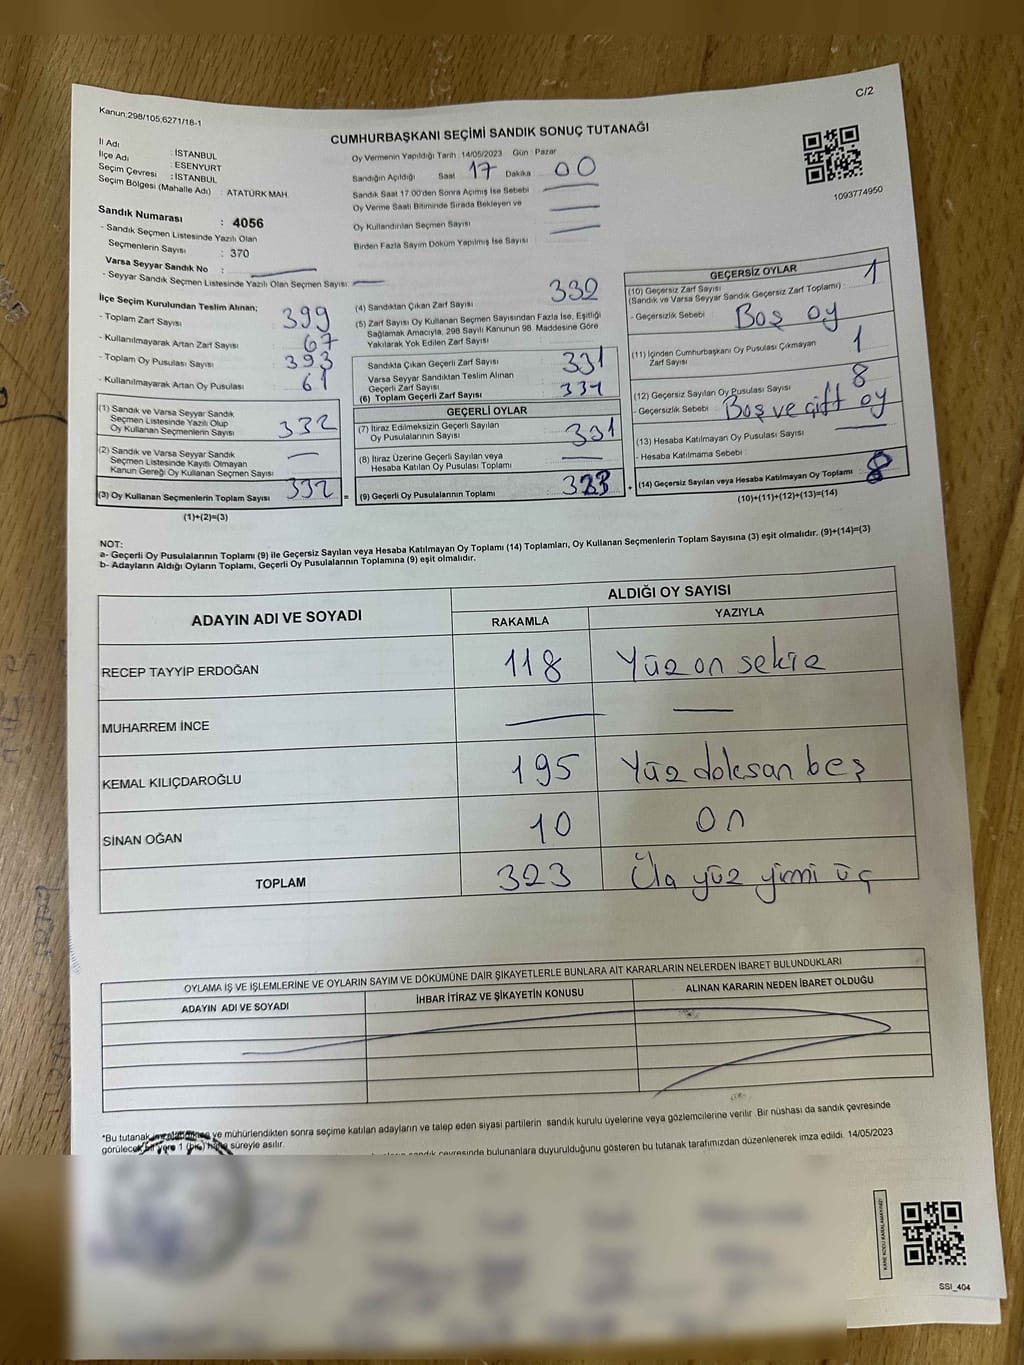 Kanun:298/105;6271/18-1
C/2
CUMHURBAŞKANI SEÇİMİ SANDIK SONUÇ TUTANAĞI
İl Adı : İSTANBUL
İlçe Adı : ESENYURT
Seçim Çevresi : İSTANBUL
Seçim Bölgesi (Mahalle Adı) : ATATÜRK MAH.
Sandık Numarası : 4056
- Sandık Seçmen Listesinde Yazılı Olan
Seçmenlerin Sayısı : 370
Varsa Seyyar Sandık No :
- Seyyar Sandık Seçmen Listesinde Yazılı Olan Seçmen Sayısı:
Oy Vermenin Yapıldığı Tarih :14/05/2023 Gün : Pazar
Sandığın Açıldığı Saat 17 Dakika 00
Sandık Saat 17:00'den Sonra Açımış İse Sebebi
Oy Verme Saati Bitiminde Sırada Bekleyen ve
Oy Kullandırılan Seçmen Sayısı
Birden Fazla Sayım Döküm Yapılmış İse Sayısı
1093774950
İlçe Seçim Kurulundan Teslim Alınan;
- Toplam Zarf Sayısı 399
- Kullanılmayarak Artan Zarf Sayısı 67
- Toplam Oy Pusulası Sayısı 393
- Kullanılmayarak Artan Oy Pusulası 61
(1) Sandık ve Varsa Seyyar Sandık
Seçmen Listesinde Yazılı Olup
Oy Kullanan Seçmenlerin Sayısı 332
(2) Sandık ve Varsa Seyyar Sandık
Seçmen Listesinde Kayıtlı Olmayan
Kanun Gereği Oy Kullanan Seçmen Sayısı
(3) Oy Kullanan Seçmenlerin Toplam Sayısı 332 =
(1)+(2)=(3)
(4) Sandıktan Çıkan Zarf Sayısı 332
(5) Zarf Sayısı Oy Kullanan Seçmen Sayısından Fazla İse, Eşitliği
Sağlamak Amacıyla, 298 Sayılı Kanunun 98. Maddesine Göre
Yakılarak Yok Edilen Zarf Sayısı
Sandıkta Çıkan Geçerli Zarf Sayısı 331
Varsa Seyyar Sandıktan Teslim Alınan
Geçerli Zarf Sayısı
(6) Toplam Geçerli Zarf Sayısı 331
GEÇERLİ OYLAR
(7) İtiraz Edilmeksizin Geçerli Sayılan
Oy Pusulalarının Sayısı 331
(8) İtiraz Üzerine Geçerli Sayılan veya
Hesaba Katılan Oy Pusulası Toplamı
(9) Geçerli Oy Pusulalarının Toplamı 323 +
GEÇERSİZ OYLAR
(10) Geçersiz Zarf Sayısı 1
(Sandık ve Varsa Seyyar Sandık Geçersiz Zarf Toplamı) :
- Geçersizlik Sebebi : Boş oy
(11) İçinden Cumhurbaşkanı Oy Pusulası Çıkmayan
Zarf Sayısı 1
(12) Geçersiz Sayılan Oy Pusulası Sayısı 8
- Geçersizlik Sebebi : Boş ve çift oy
(13) Hesaba Katılmayan Oy Pusulası Sayısı
- Hesaba Katılmama Sebebi
(14) Geçersiz Sayılan veya Hesaba Katılmayan Oy Toplamı 8
(10)+(11)+(12)+(13)=(14)
NOT:
a- Geçerli Oy Pusulalarının Toplamı (9) ile Geçersiz Sayılan veya Hesaba Katılmayan Oy Toplamı (14) Toplamları, Oy Kullanan Seçmenlerin Toplam Sayısına (3) eşit olmalıdır. (9)+(14)=(3)
b- Adayların Aldığı Oyların Toplamı, Geçerli Oy Pusulalarının Toplamına (9) eşit olmalıdır.
ADAYIN ADI VE SOYADI
ALDIĞI OY SAYISI
RAKAMLA YAZIYLA
RECEP TAYYİP ERDOĞAN 118 Yüz on sekiz
MUHARREM İNCE
KEMAL KILIÇDAROĞLU 195 Yüz doksan beş
SİNAN OĞAN 10 On
TOPLAM 323 Üla yüz yirmi üç
OYLAMA İŞ VE İŞLEMLERİNE VE OYLARIN SAYIM VE DÖKÜMÜNE DAİR ŞİKAYETLERLE BUNLARA AİT KARARLARIN NELERDEN İBARET BULUNDUKLARI
ADAYIN ADI VE SOYADI İHBAR İTİRAZ VE ŞİKAYETİN KONUSU ALINAN KARARIN NEDEN İBARET OLDUĞU
*Bu tutanak ve mühürlendikten sonra seçime katılan adayların ve talep eden siyasi partilerin sandık kurulu üyelerine veya gözlemcilerine verilir. Bir nüshası da sandık çevresinde
görülecek bir yere 1 (bir) hafta süreyle asılır.
sandık çevresinde bulunanlara duyurulduğunu gösteren bu tutanak tarafımızdan düzenlenerek imza edildi. 14/05/2023
KARE KODU KARALAMAYINIZ!
SSI_404